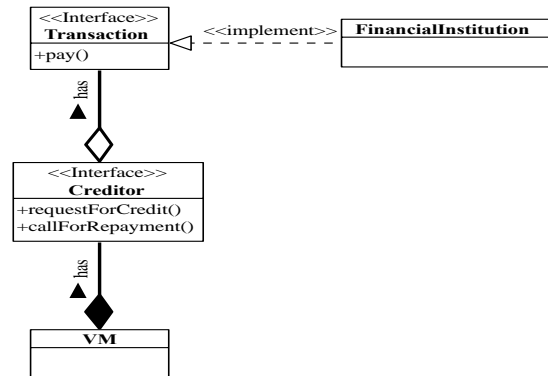 <<Interface>>
Transaction
+pay()
<<implement>>
FinancialInstitution
has
<<Interface>>
Creditor
+requestForCredit()
+callForRepayment()
has
VM